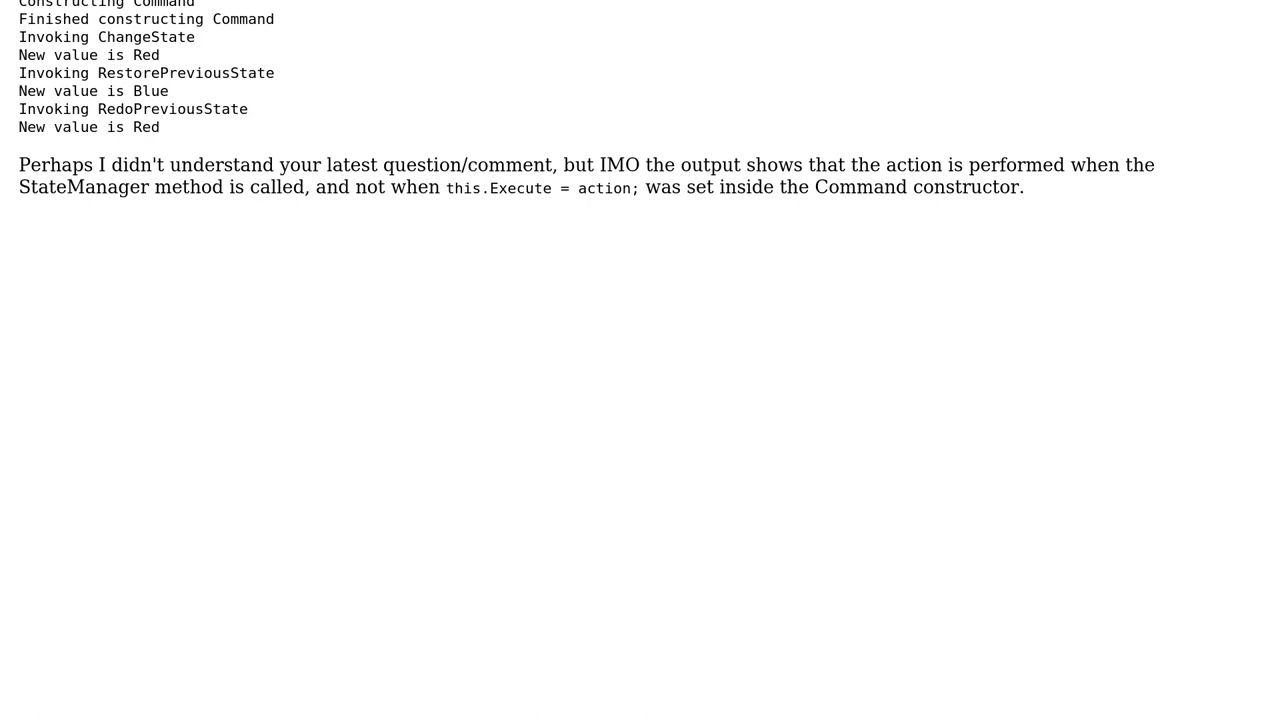 Constructing Command
Finished constructing Command
Invoking ChangeState
New value is Red
Invoking RestorePreviousState
New value is Blue
Invoking RedoPreviousState
New value is Red
Perhaps I didn't understand your latest question/comment, but IMO the output shows that the action is performed when the
StateManager method is called, and not when this.Execute = action; was set inside the Command constructor.